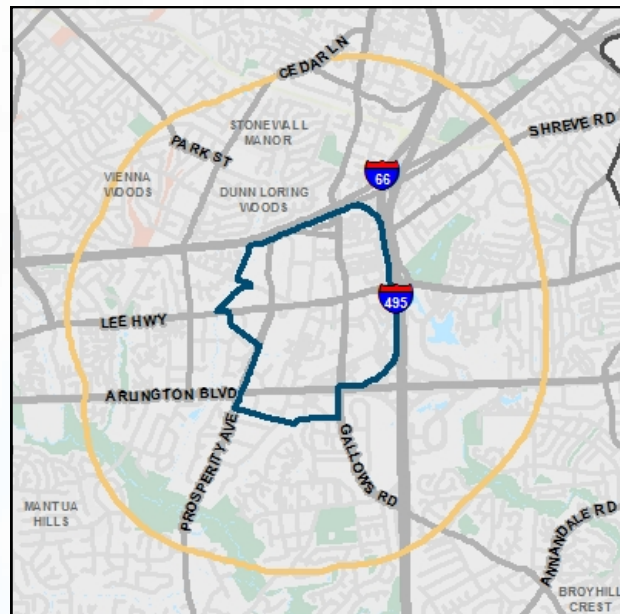 CEDAR LN
SHREVE RD
STONEWALL
MANOR
PARK ST
VIENNA
WOODS
DUNN LORING
WOODS
66
495
LEE HWY
ARLINGTON BLVD
PROSPERITY AVE
GALLOWS RD
MANTUA
HILLS
ANNANDALE RD
BROYHILL
CREST